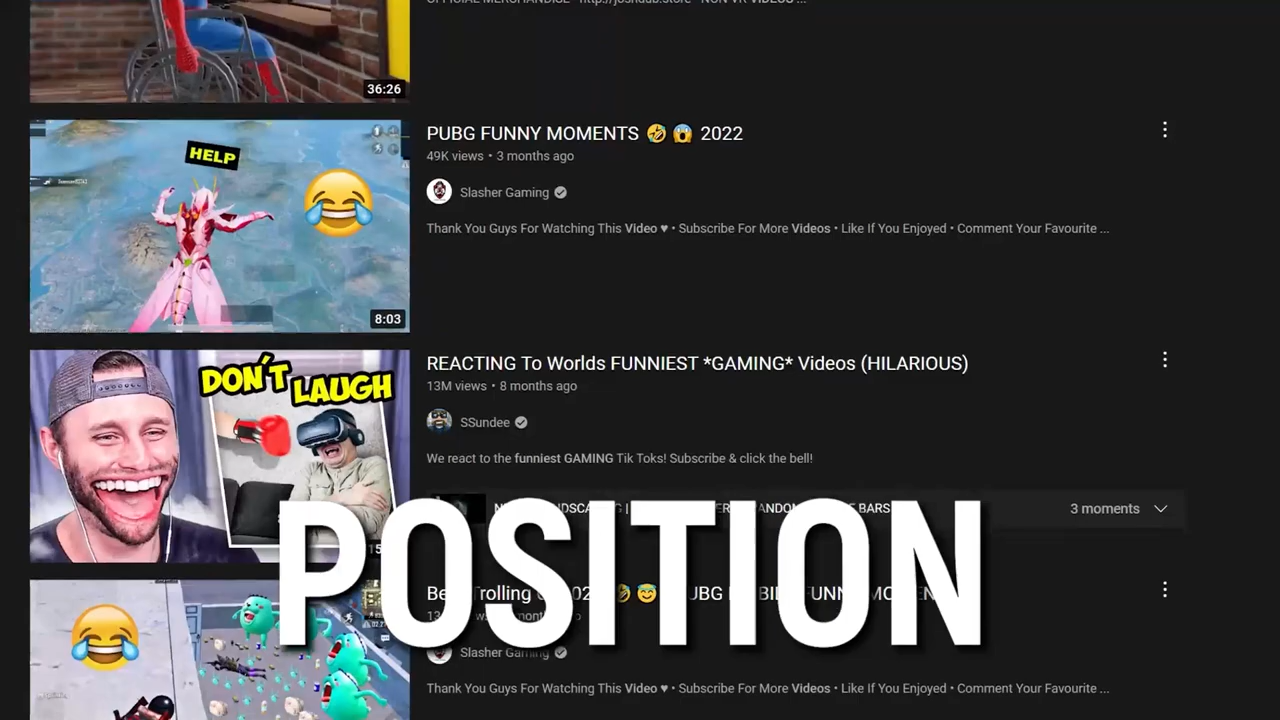 36:26
HELP
8:03
PUBG FUNNY MOMENTS 🤣 😱 2022
49K views • 3 months ago
Slasher Gaming
Thank You Guys For Watching This Video ♥ • Subscribe For More Videos • Like If You Enjoyed • Comment Your Favourite ...
DON'T LAUGH
REACTING To Worlds FUNNIEST *GAMING* Videos (HILARIOUS)
13M views • 8 months ago
SSundee
We react to the funniest GAMING Tik Toks! Subscribe & click the bell!
3 moments
POSITION
Trolling
Slasher Gaming
Thank You Guys For Watching This Video ♥ • Subscribe For More Videos • Like If You Enjoyed • Comment Your Favourite ...